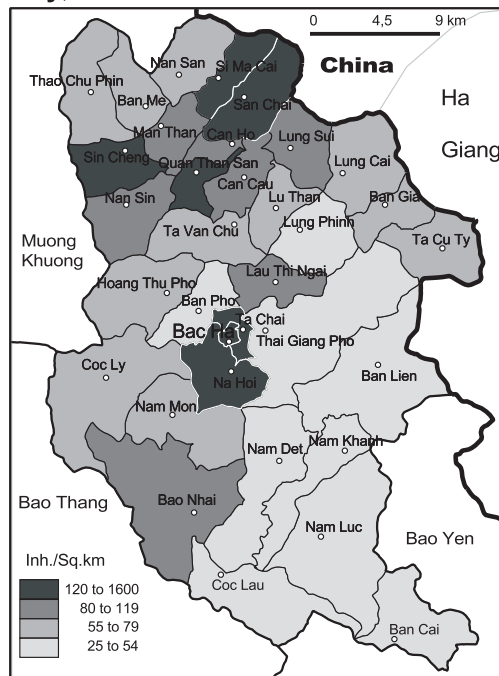 0 4,5 9 km
China
Ha
Giang
Nan San
Si Ma Cai
Thao Chu Phin
Ban Me
San Chai
Man Than
Can Ho
Lung Sui
Sin Cheng
Quan Than San
Lung Cai
Can Cau
Nan Sin
Lu Than
Ban Gia
Ta Van Chu
Lung Phinh
Ta Cu Ty
Muong
Khuong
Lau Thi Ngai
Hoang Thu Pho
Ban Pho
Ta Chai
Bac Ha
Thai Giang Pho
Coc Ly
Na Hoi
Ban Lien
Nam Mon
Nam Det
Nam Khanh
Bao Thang
Bao Nhai
Nam Luc
Bao Yen
Inh./Sq.km
120 to 1600
80 to 119
55 to 79
25 to 54
Coc Lau
Ban Cai